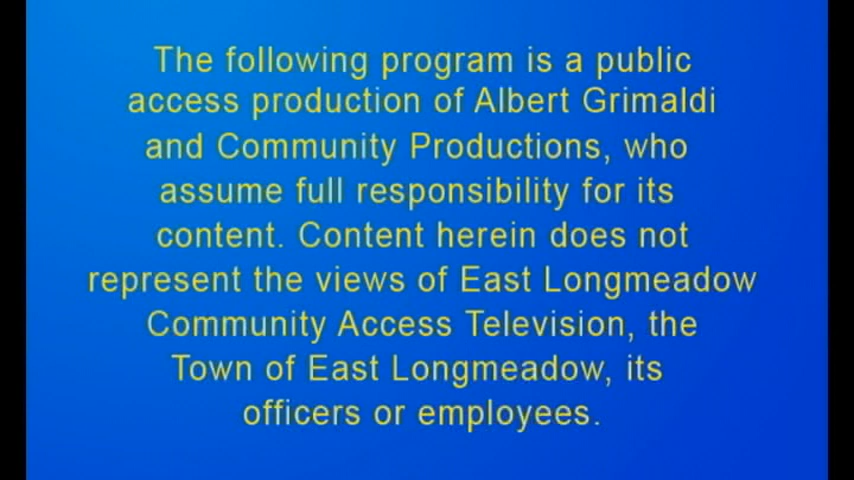 The following program is a public
access production of Albert Grimaldi
and Community Productions, who
assume full responsibility for its
content. Content herein does not
represent the views of East Longmeadow
Community Access Television, the
Town of East Longmeadow, its
officers or employees.